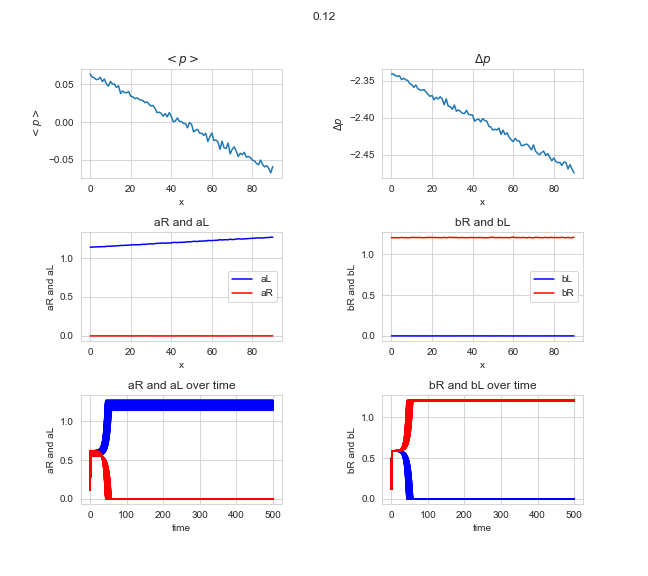 0.12
< p >
Δp
0.05
0.00
−0.05
< p >
0 20 40 60 80
x
−2.35
−2.40
−2.45
Δp
0 20 40 60 80
x
aR and aL
bR and bL
1.0
0.5
0.0
aR and aL
aL
aR
0 20 40 60 80
x
1.0
0.5
0.0
bR and bL
bL
bR
0 20 40 60 80
x
aR and aL over time
bR and bL over time
1.0
0.5
0.0
aR and aL
0 100 200 300 400 500
time
1.0
0.5
0.0
bR and bL
0 100 200 300 400 500
time